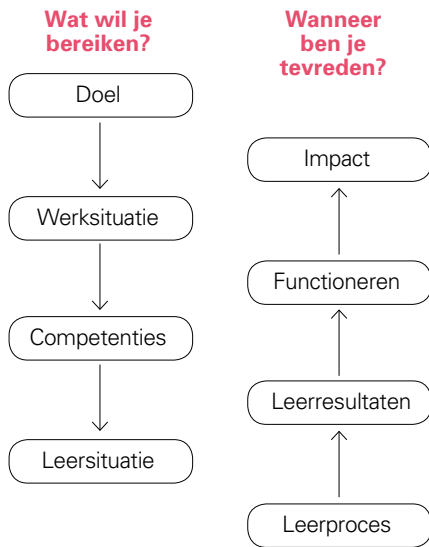 Wat wil je
bereiken?
Doel
Werksituatie
Competenties
Leersituatie
Wanneer
ben je
tevreden?
Impact
Functioneren
Leerresultaten
Leerproces